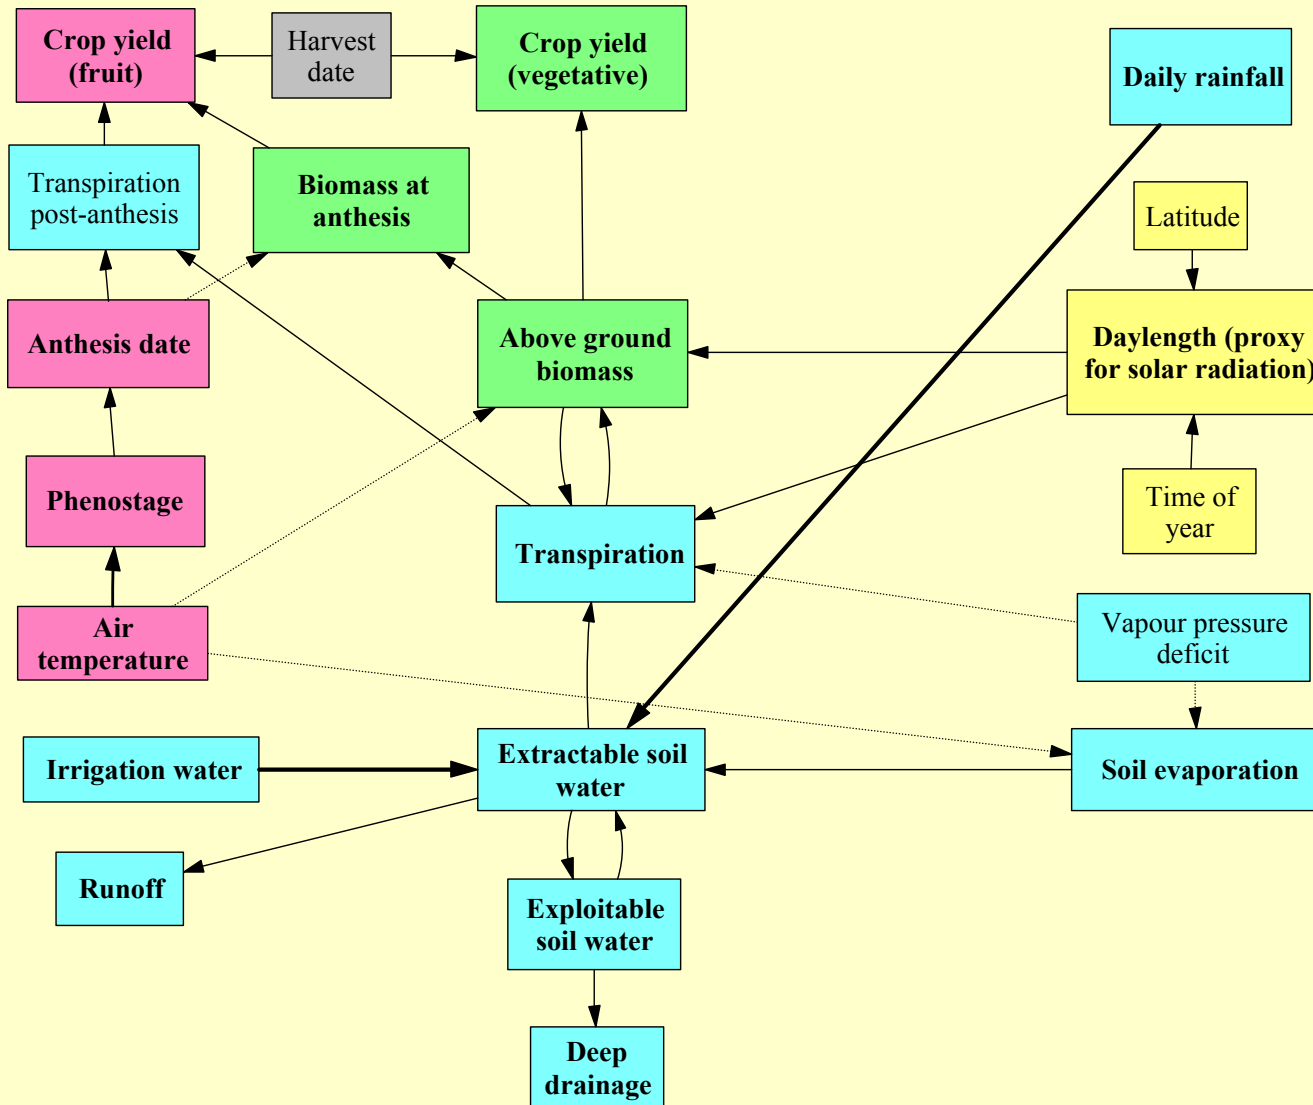 Crop yield
(fruit)
Harvest
date
Crop yield
(vegetative)
Daily rainfall
Transpiration
post-anthesis
Biomass at
anthesis
Latitude
Anthesis date
Above ground
biomass
Daylength (proxy
for solar radiation)
Phenostage
Transpiration
Time of
year
Air
temperature
Vapour pressure
deficit
Irrigation water
Extractable soil
water
Soil evaporation
Runoff
Exploitable
soil water
Deep
drainage